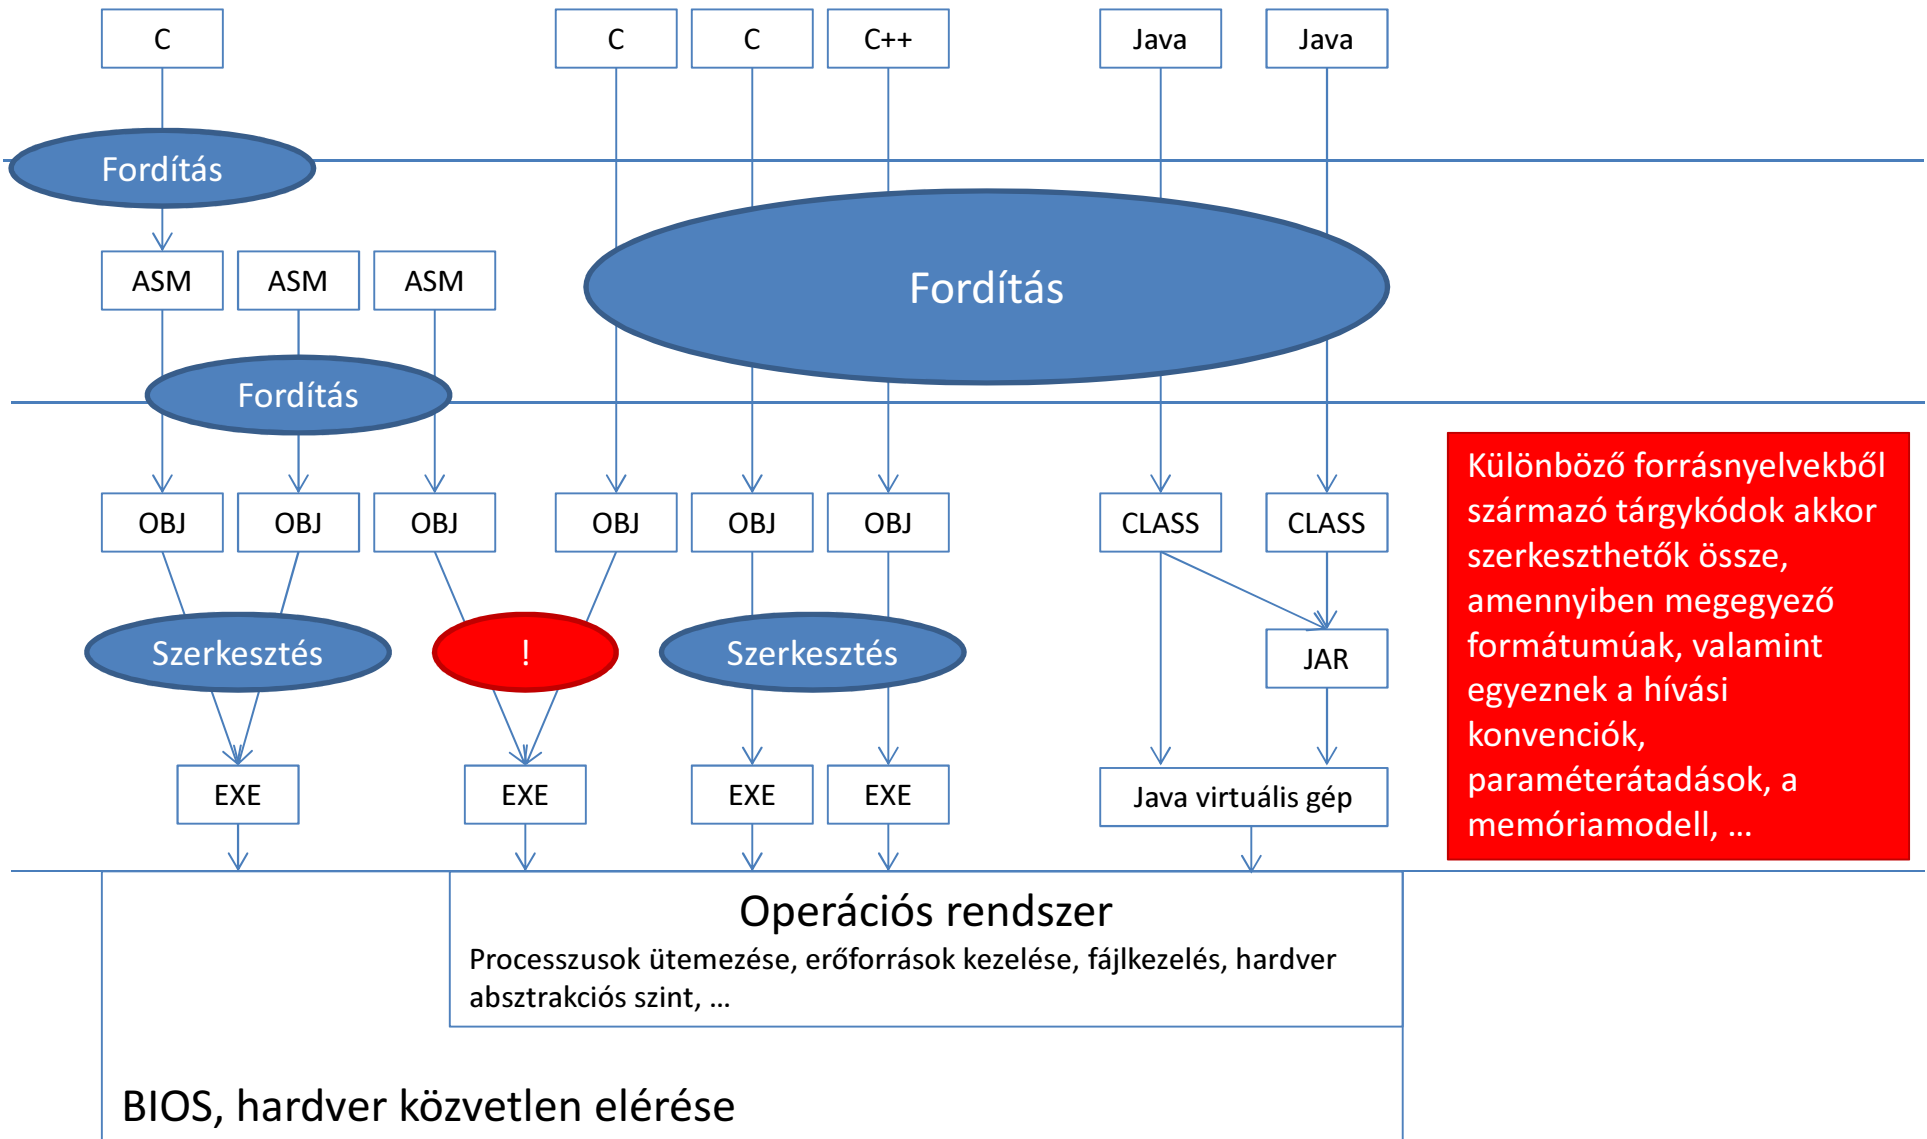 C
C
C
C++
Java
Java
Fordítás
ASM
ASM
ASM
Fordítás
Fordítás
OBJ
OBJ
OBJ
OBJ
OBJ
OBJ
CLASS
CLASS
Szerkesztés
!
Szerkesztés
JAR
EXE
EXE
EXE
EXE
Java virtuális gép
Különböző forrásnyelvekből
származó tárgykódok akkor
szerkeszthetők össze,
amennyiben megegyező
formátumúak, valamint
egyeznek a hívási
konvenciók,
paraméterátadások, a
memóriamodell, …
Operációs rendszer
Processzusok ütemezése, erőforrások kezelése, fájlkezelés, hardver
absztrakciós szint, …
BIOS, hardver közvetlen elérése